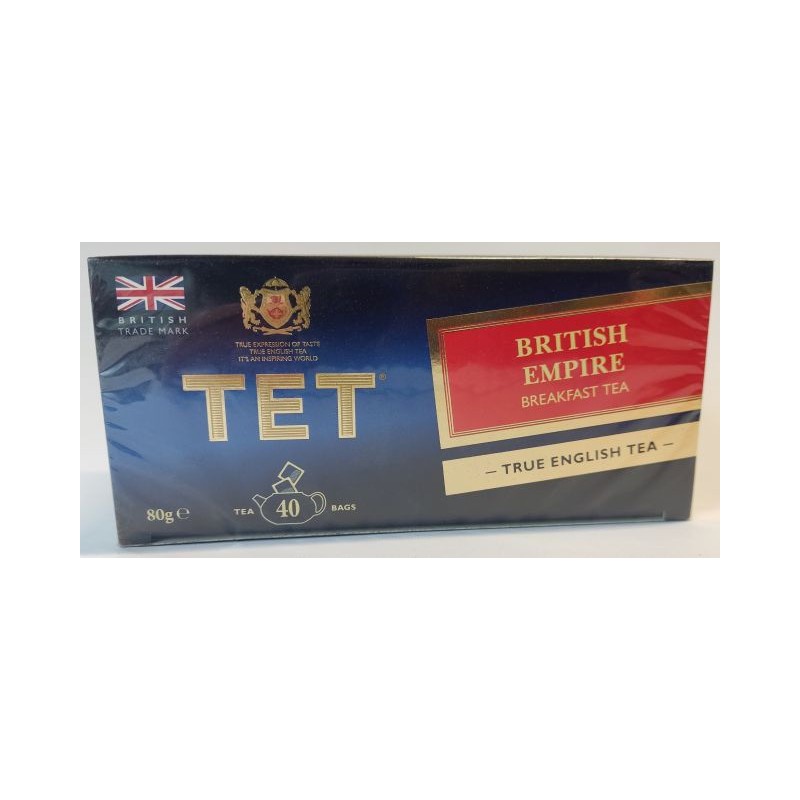 BRITISH
TRADE MARK
TRUE EXPRESSION OF TASTE
TRUE ENGLISH TEA
IT'S AN INSPIRING WORLD
TET®
BRITISH
EMPIRE
BREAKFAST TEA
– TRUE ENGLISH TEA –
80g ℮
TEA 40 BAGS